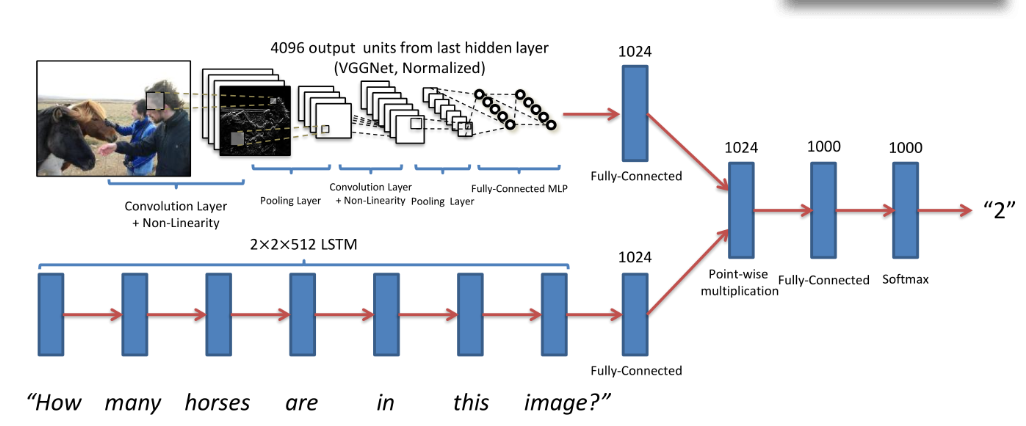 4096 output units from last hidden layer
(VGGNet, Normalized)
1024
Convolution Layer
+ Non-Linearity
Pooling Layer
Convolution Layer
+ Non-Linearity
Pooling Layer
Fully-Connected MLP
Fully-Connected
1024
1000
1000
“2”
Point-wise
multiplication
Fully-Connected
Softmax
2×2×512 LSTM
1024
Fully-Connected
“How many horses are in this image?”